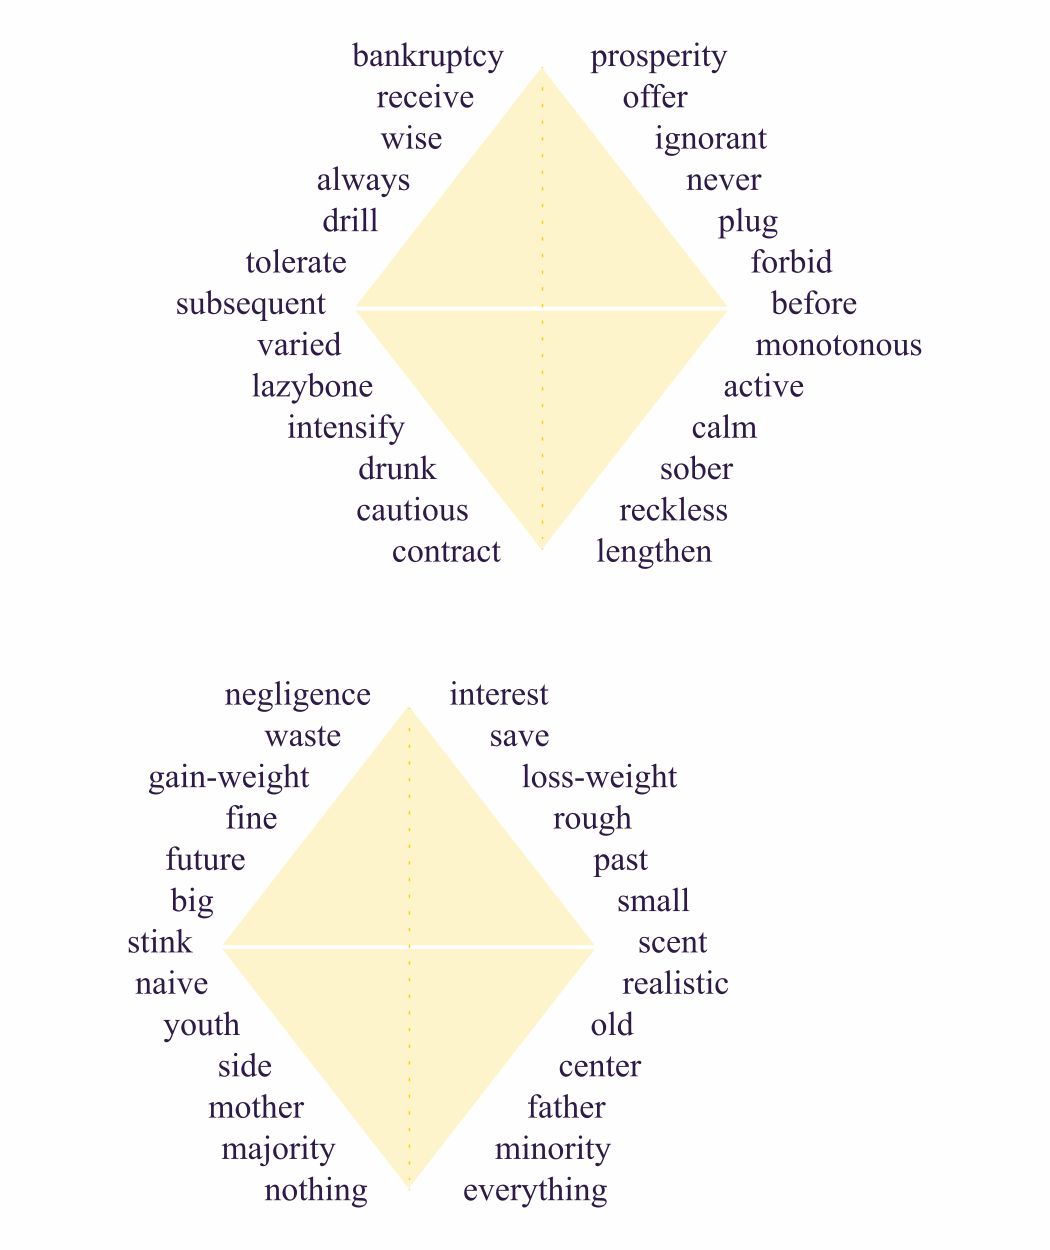 bankruptcy prosperity
receive offer
wise ignorant
always never
drill plug
tolerate forbid
subsequent before
varied monotonous
lazybone active
intensify calm
drunk sober
cautious reckless
contract lengthen
negligence interest
waste save
gain-weight loss-weight
fine rough
future past
big small
stink scent
naive realistic
youth old
side center
mother father
majority minority
nothing everything